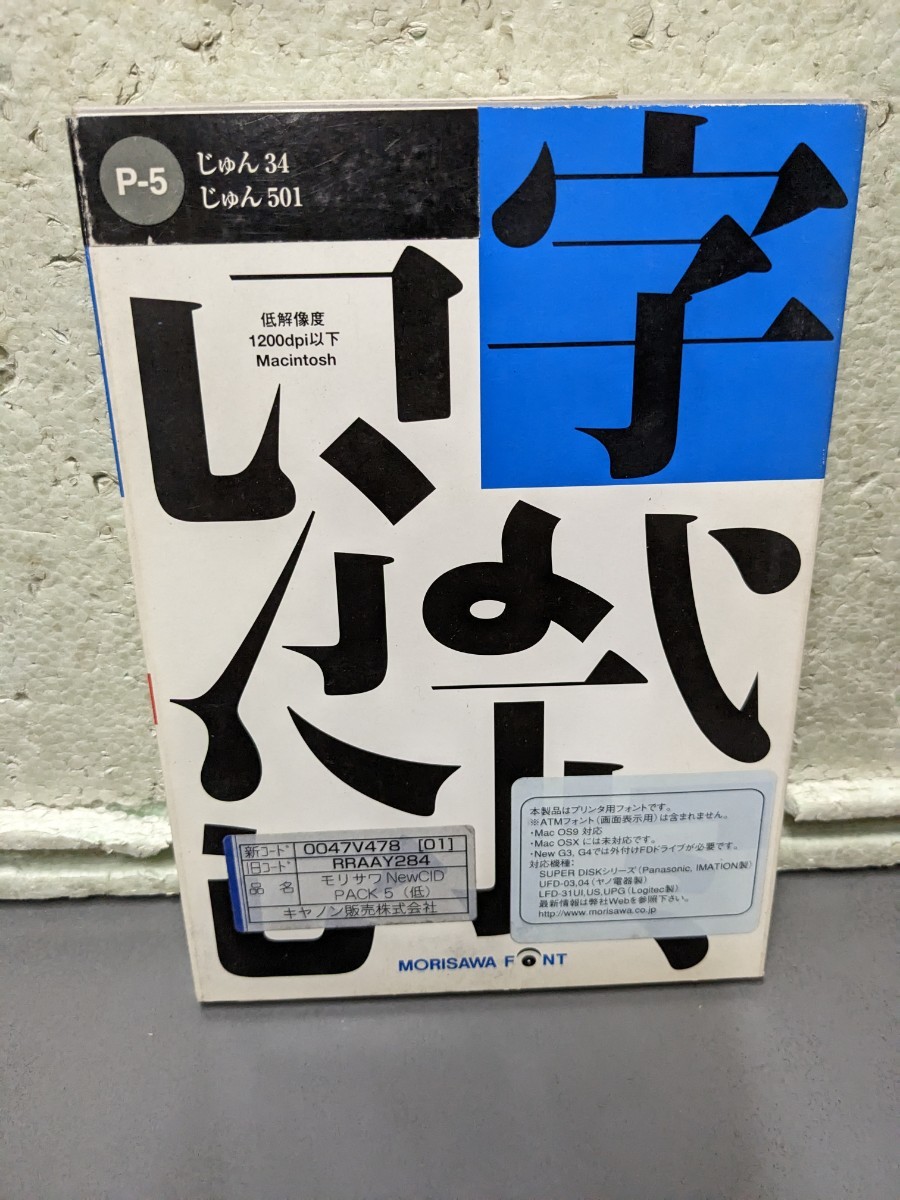 P-5
じゅん 34
じゅん 501
字
低解像度
1200dpi以下
Macintosh
新コード 0047V478 [01]
旧コード RRAAY284
品名 モリサワ NewCID
PACK 5（低）
キヤノン販売株式会社
本製品はプリンタ用フォントです。
※ATMフォント（画面表示用）は含まれません。
・Mac OS9 対応
・Mac OSX には未対応です。
・New G3, G4では外付けFDドライブが必要です。
対応機種：
SUPER DISKシリーズ（Panasonic, IMATION製）
UFD-03,04（ヤノ電器製）
LFD-31UI,US,UPG（Logitec製）
最新情報は弊社Webを参照下さい。
http://www.morisawa.co.jp
MORISAWA FONT